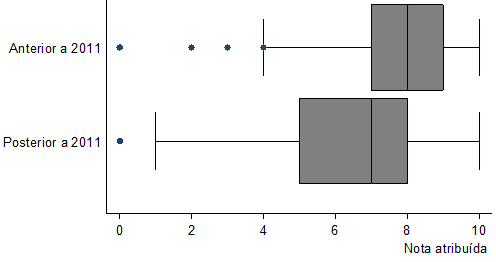 Anterior a 2011
Posterior a 2011
0 2 4 6 8 10
Nota atribuída